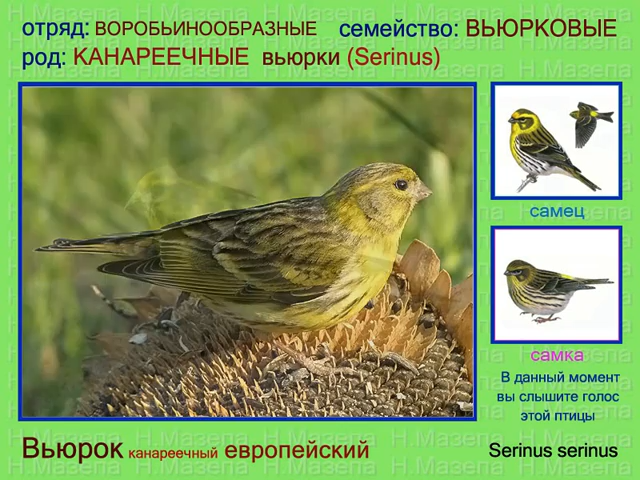 отряд: ВОРОБЬИНООБРАЗНЫЕ семейство: ВЬЮРКОВЫЕ
род: КАНАРЕЕЧНЫЕ вьюрки (Serinus)
самец
самка
В данный момент
вы слышите голос
этой птицы
Вьюрок канареечный европейский Serinus serinus
Н.Мазепа